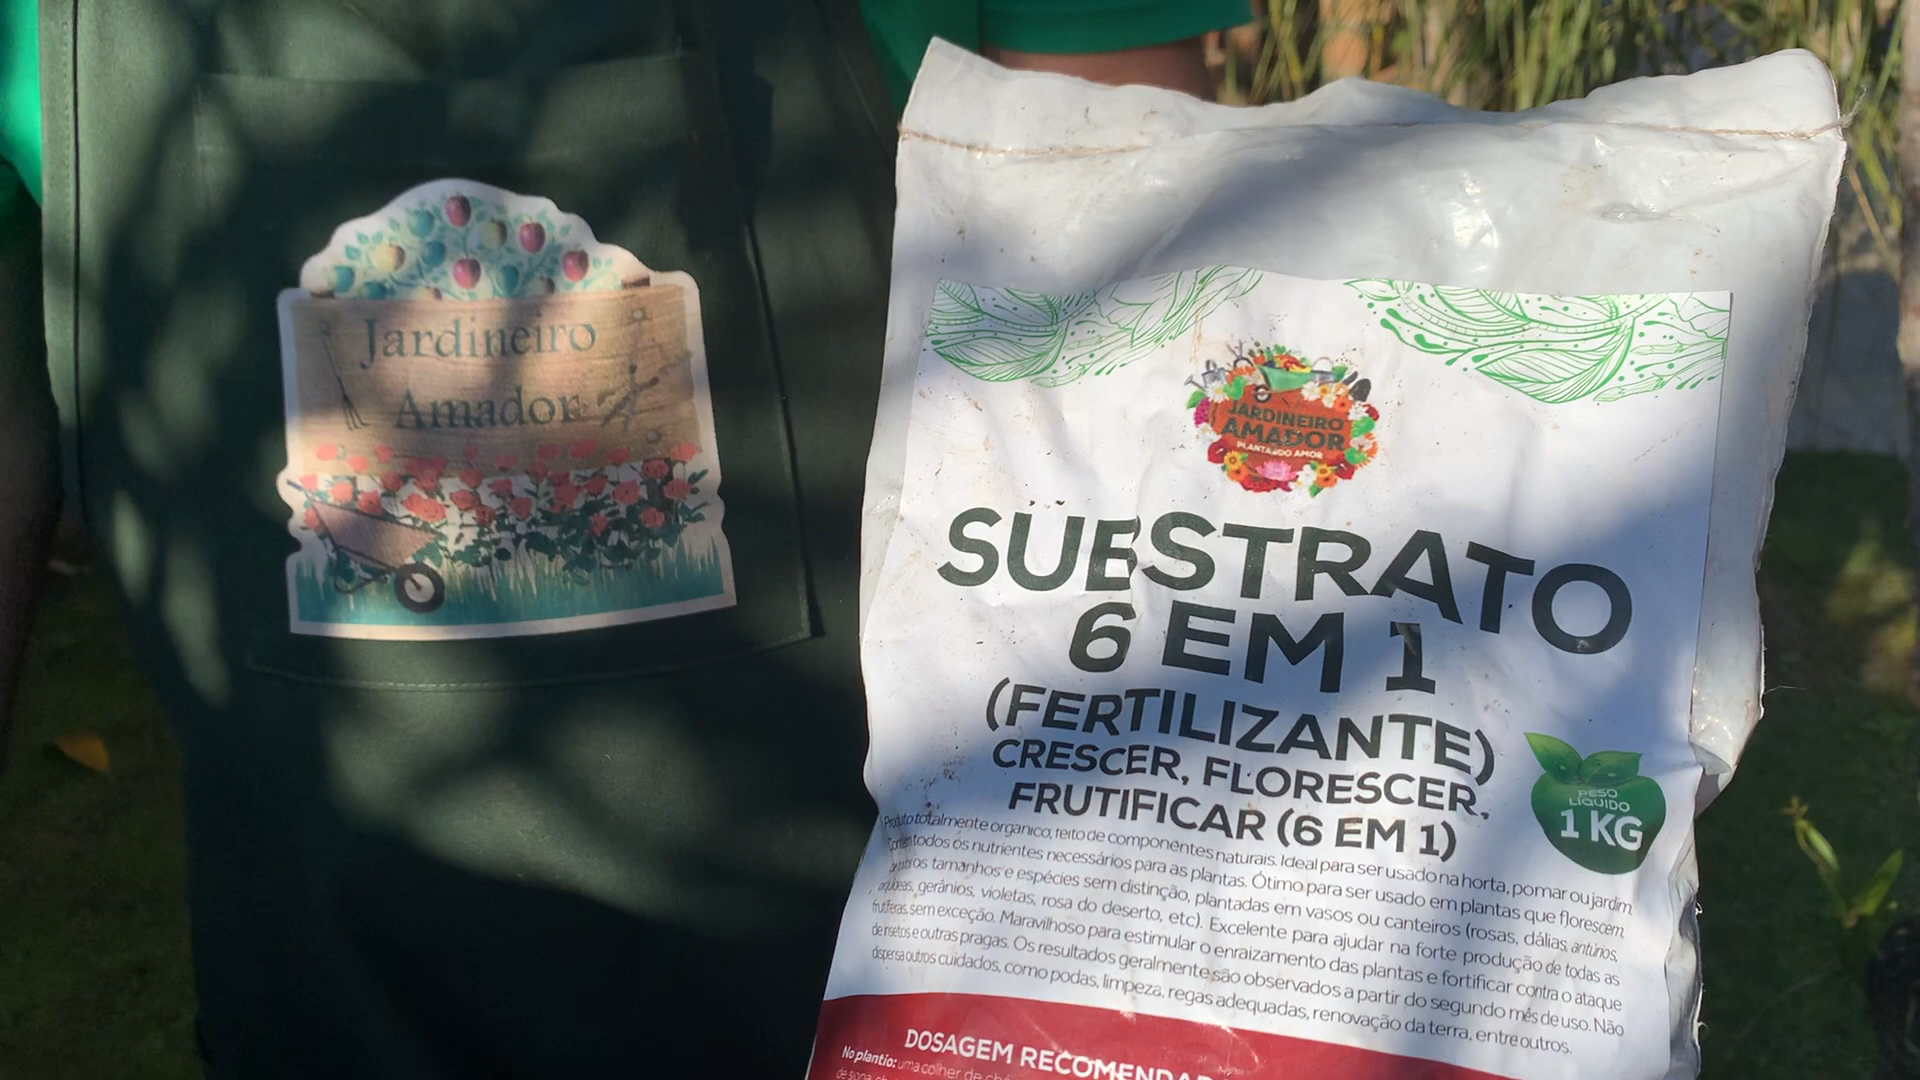 Jardineiro
Amador
JARDINEIRO
AMADOR
PLANTANDO AMOR
SUBSTRATO
6 EM 1
(FERTILIZANTE)
CRESCER, FLORESCER,
FRUTIFICAR (6 EM 1)
PESO
LÍQUIDO
1 KG
Produto totalmente orgânico, feito de componentes naturais. Ideal para ser usado na horta, pomar ou jardim.
todos os nutrientes necessários para as plantas. Ótimo para ser usado em plantas que florescem,
os tamanhos e espécies sem distinção, plantadas em vasos ou canteiros (rosas, dálias, antúrios,
orquídeas, gerânios, violetas, rosa do deserto, etc). Excelente para ajudar na forte produção de todas as
frutíferas, sem exceção. Maravilhoso para estimular o enraizamento das plantas e fortificar contra o ataque
de insetos e outras pragas. Os resultados geralmente são observados a partir do segundo mês de uso. Não
dispensa outros cuidados, como podas, limpeza, regas adequadas, renovação da terra, entre outros.
DOSAGEM
No plantio: uma colher de